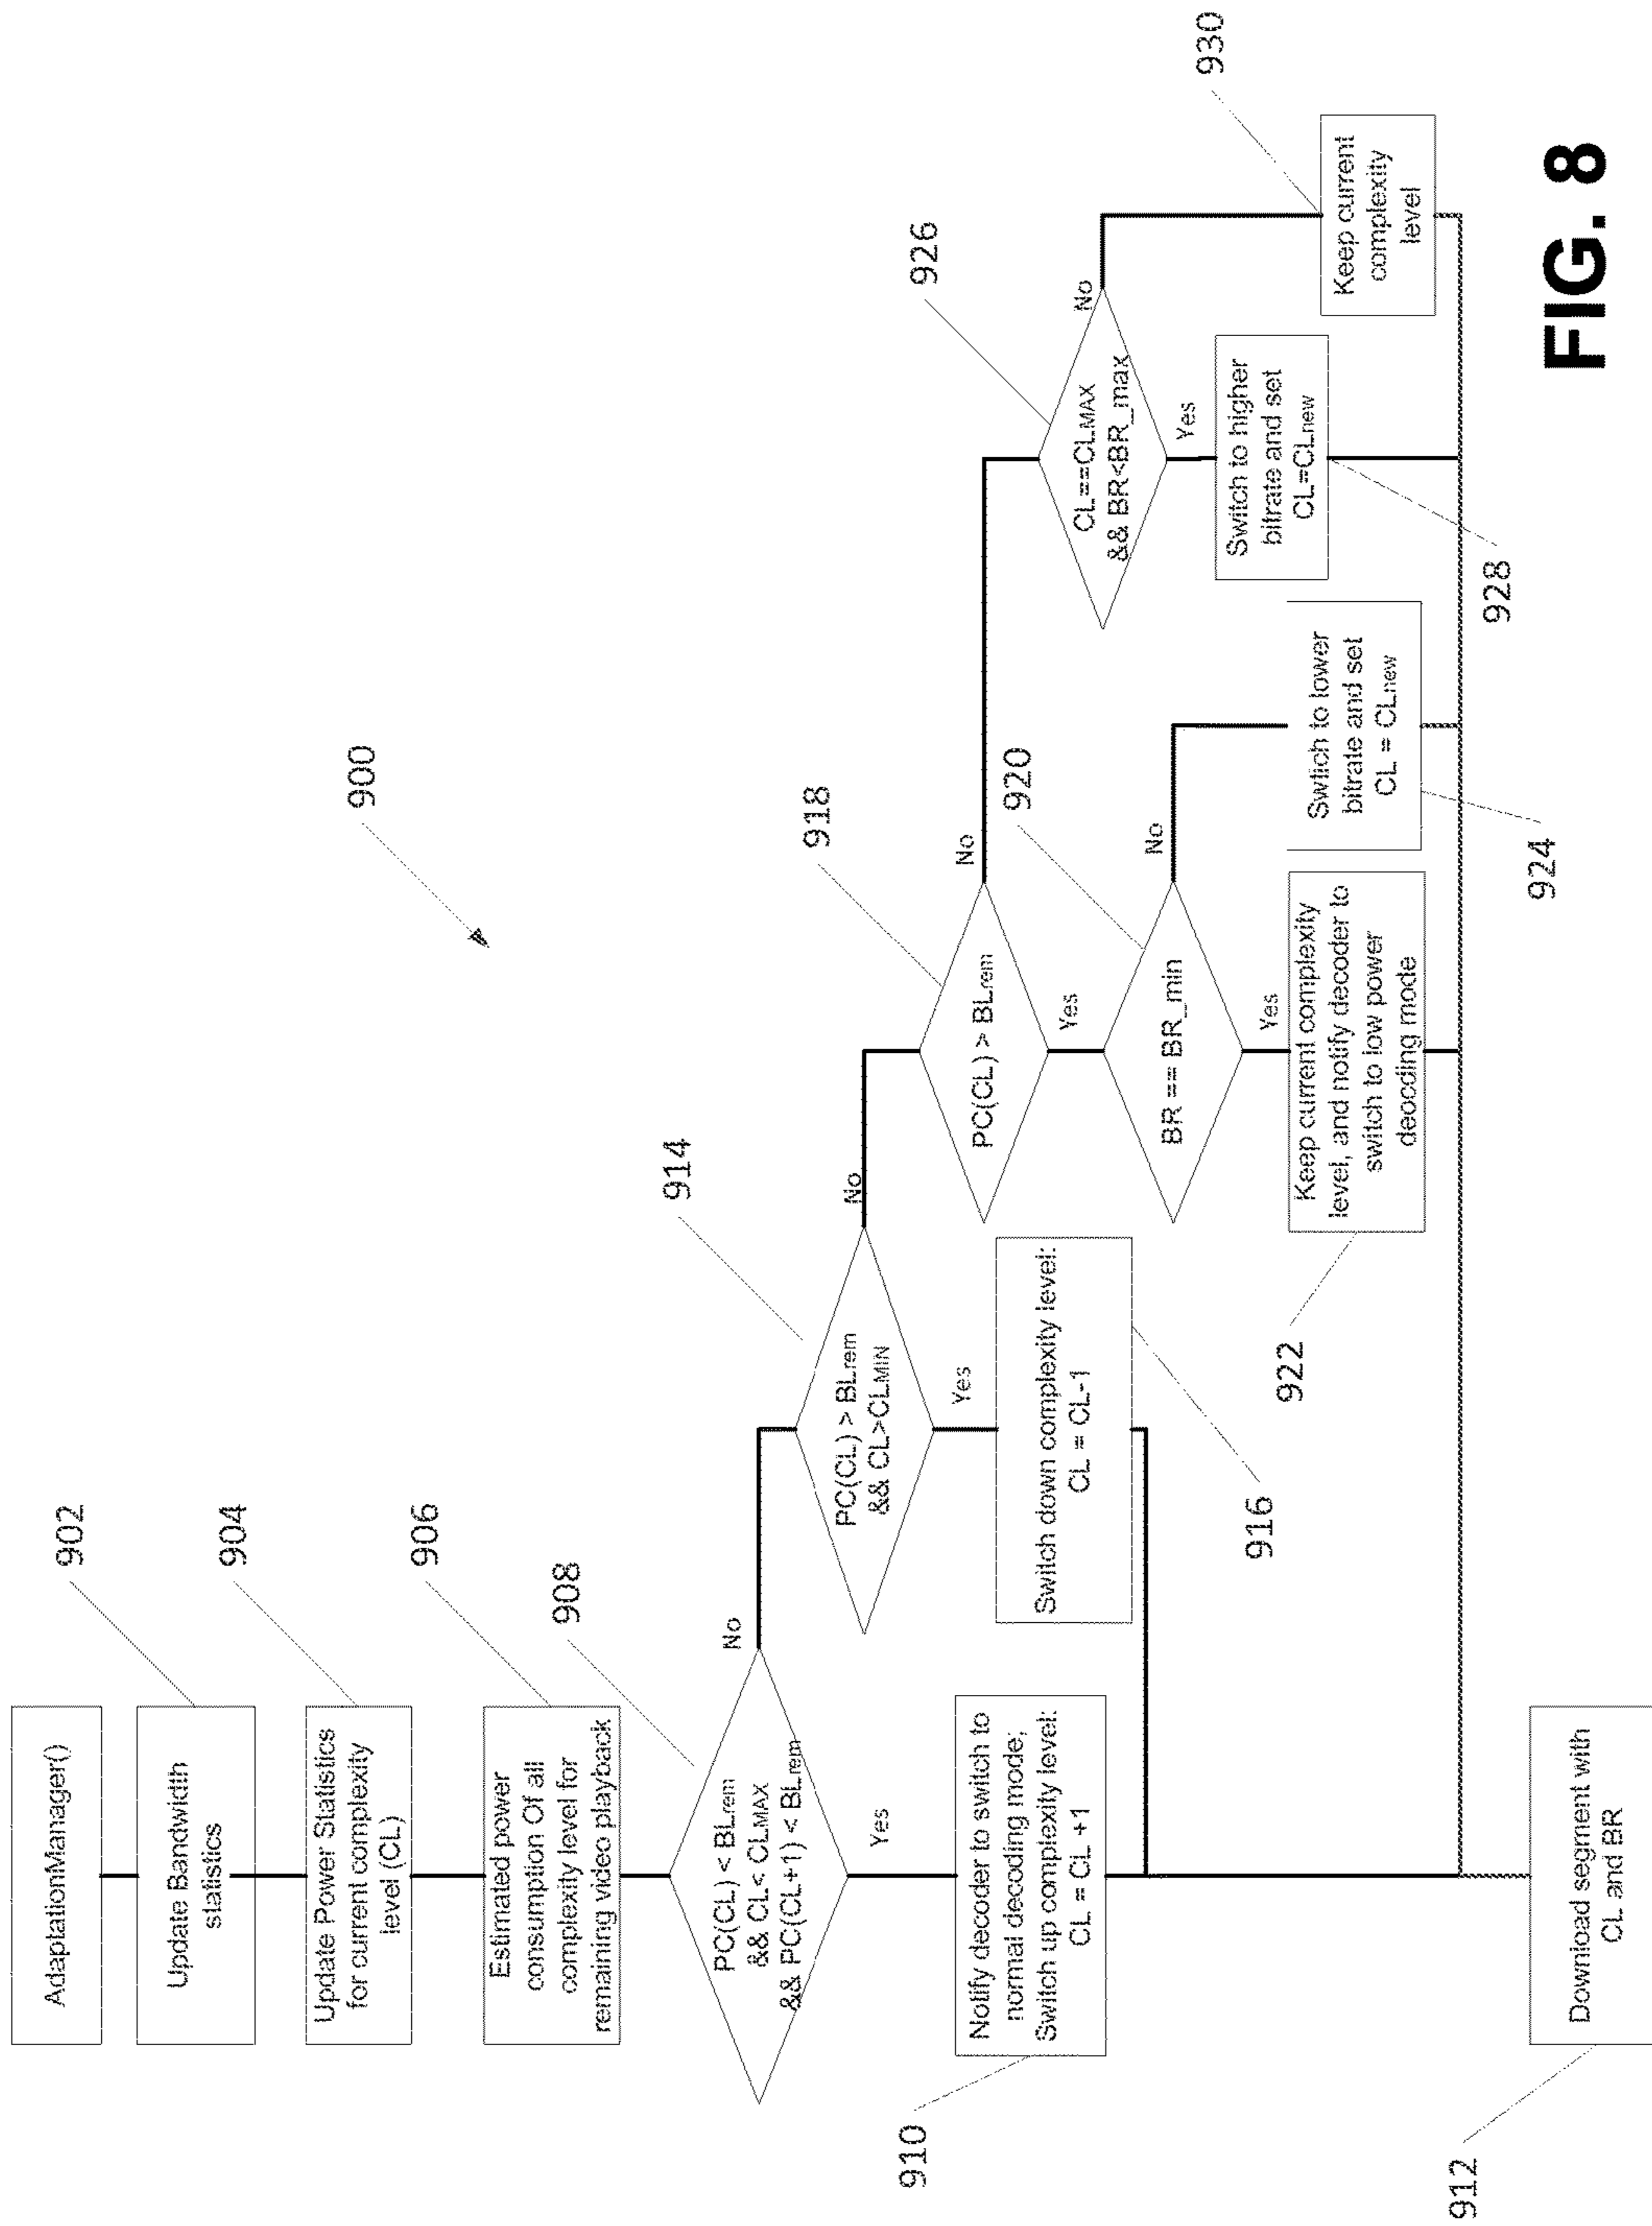 AdaptationManager()
902
Update Bandwidth
statistics
904
Update Power Statistics
for current complexity
level (CL)
906
Estimated power
consumption Of all
complexity level for
remaining video playback
908
PC(CL) < BLrem
&& CL< CLMAX
&& PC(CL+1) < BLrem
No
Yes
910
Notify decoder to switch to
normal decoding mode;
Switch up complexity level:
CL = CL +1
914
PC(CL) > BLrem
&& CL>CLMIN
No
Yes
916
Switch down complexity level:
CL = CL-1
900
918
PC(CL) > BLrem
No
Yes
920
BR == BR_min
No
Yes
922
Keep current complexity
level, and notify decoder to
switch to low power
deocding mode
924
Swtich to lower
bitrate and set
CL = CLnew
926
CL==CLMAX
&& BR<BR_max
No
Yes
928
Switch to higher
bitrate and set
CL=CLnew
930
Keep current
complexity
level
912
Download segment with
CL and BR
FIG. 8